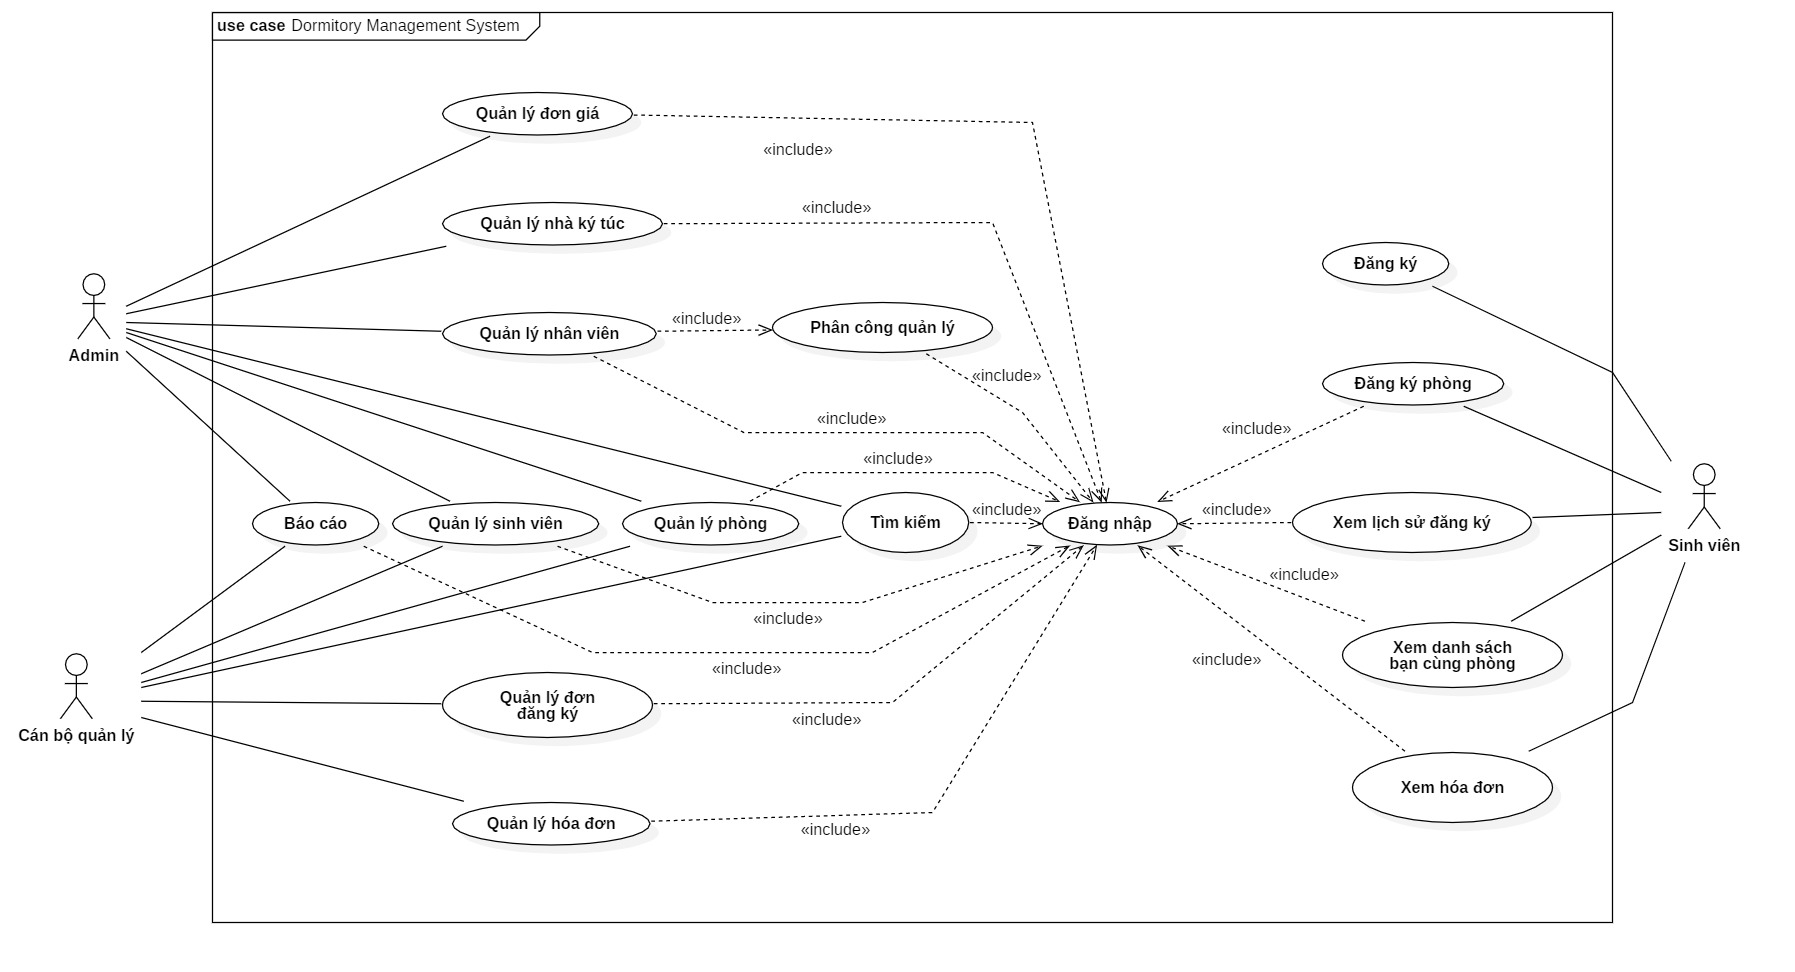 use case Dormitory Management System
Quản lý đơn giá
«include»
«include»
Quản lý nhà ký túc
Đăng ký
«include»
Phân công quản lý
Quản lý nhân viên
Admin
«include»
Đăng ký phòng
«include»
«include»
«include»
«include»
«include»
Báo cáo
Quản lý sinh viên
Quản lý phòng
Tìm kiếm
Đăng nhập
Xem lịch sử đăng ký
Sinh viên
«include»
«include»
Xem danh sách
bạn cùng phòng
«include»
«include»
Quản lý đơn
đăng ký
«include»
Cán bộ quản lý
Xem hóa đơn
Quản lý hóa đơn
«include»